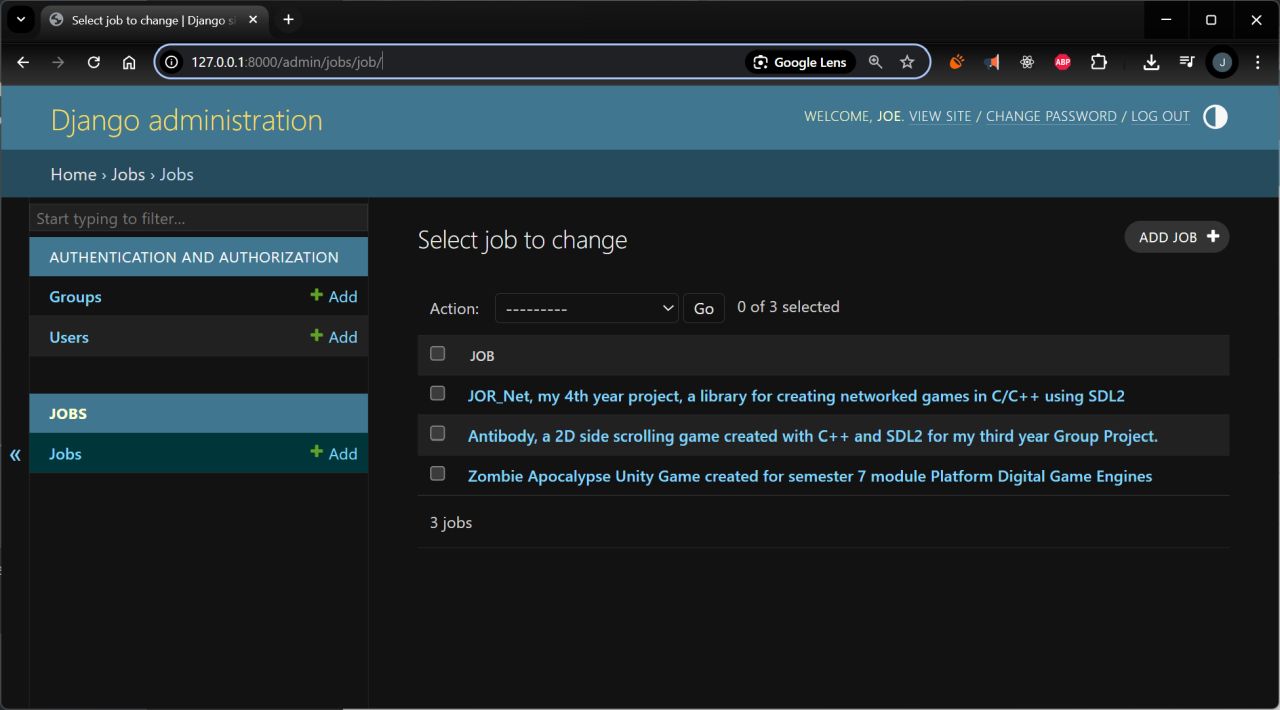 Select job to change | Django si
127.0.0.1:8000/admin/jobs/job/
Google Lens
ABP
J
Django administration
WELCOME, JOE. VIEW SITE / CHANGE PASSWORD / LOG OUT
Home › Jobs › Jobs
Start typing to filter...
AUTHENTICATION AND AUTHORIZATION
Groups
Add
Users
Add
JOBS
Jobs
Add
«
Select job to change
ADD JOB
Action:
---------
Go
0 of 3 selected
JOB
JOR_Net, my 4th year project, a library for creating networked games in C/C++ using SDL2
Antibody, a 2D side scrolling game created with C++ and SDL2 for my third year Group Project.
Zombie Apocalypse Unity Game created for semester 7 module Platform Digital Game Engines
3 jobs